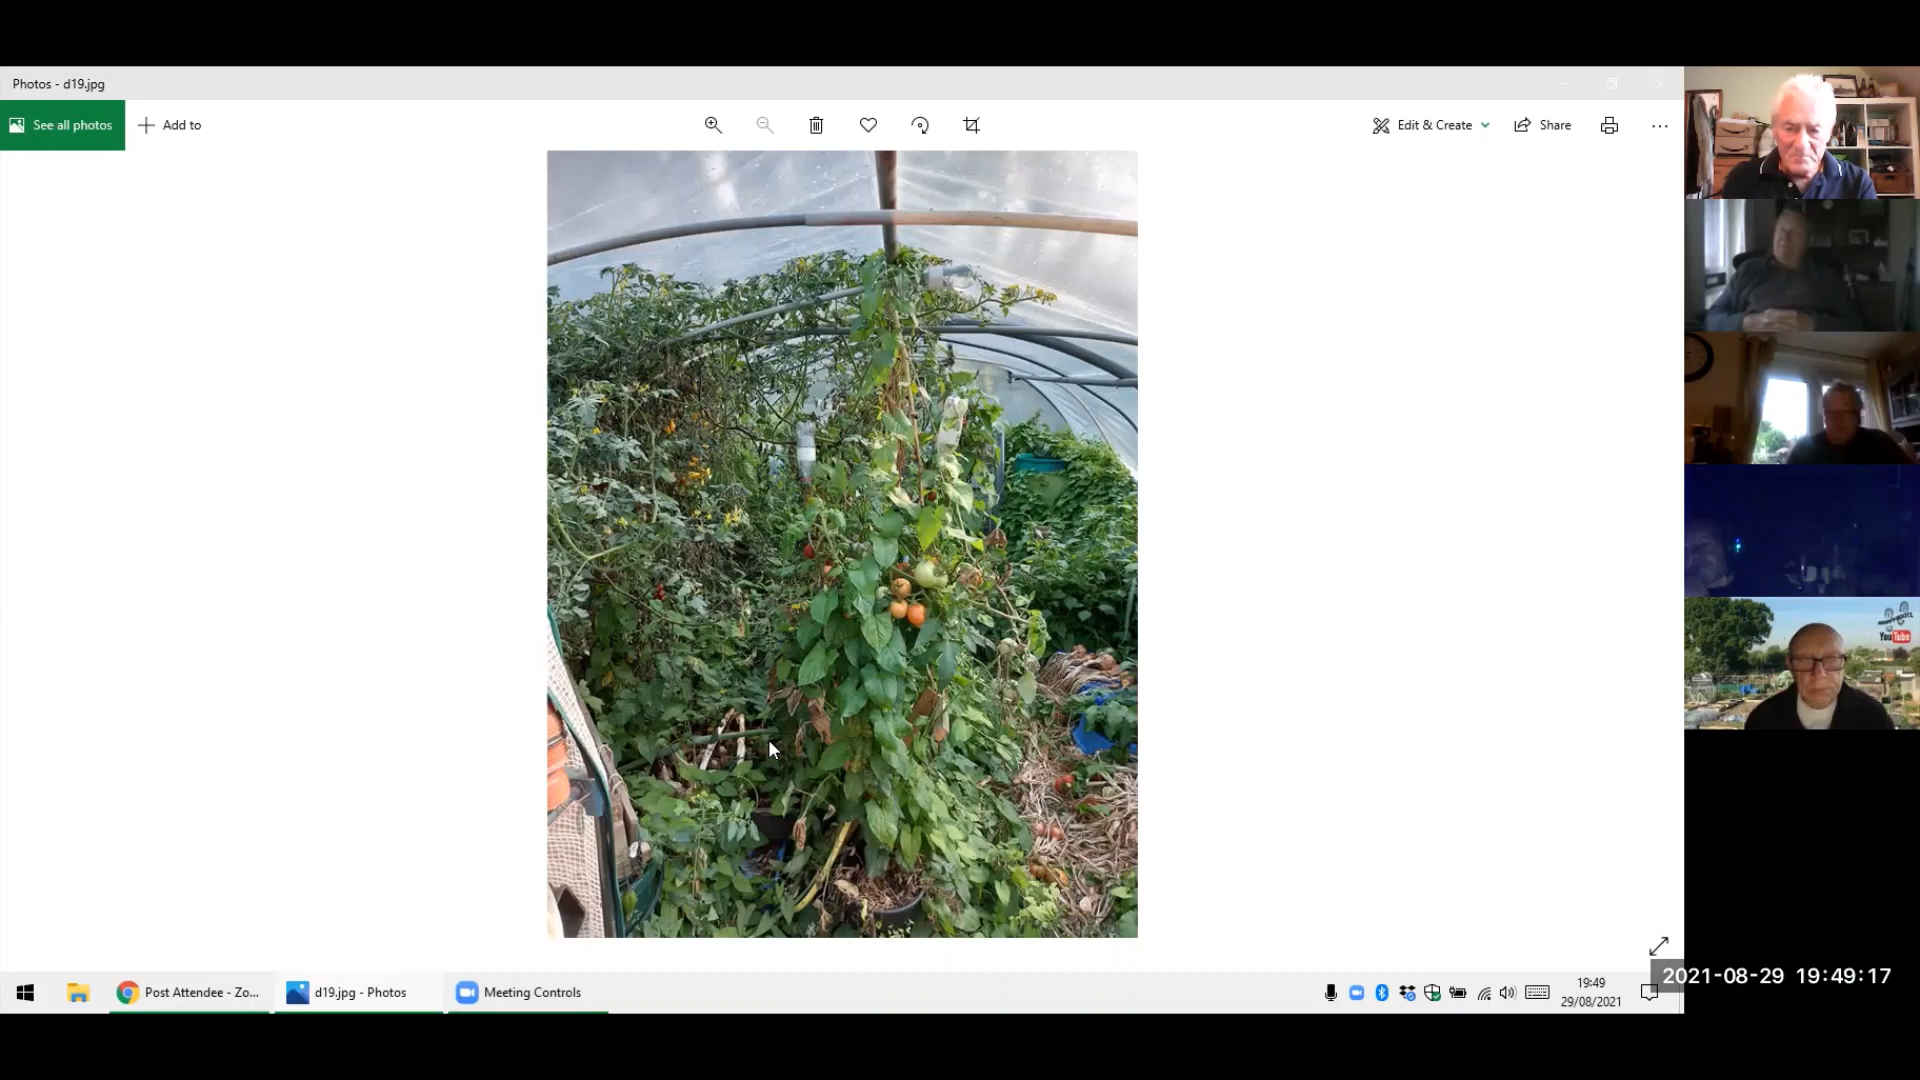 Photos - d19.jpg
See all photos
Add to
Edit & Create
Share
YouTube
Post Attendee - Zo...
d19.jpg - Photos
Meeting Controls
19:49
29/08/2021
2021-08-29 19:49:17